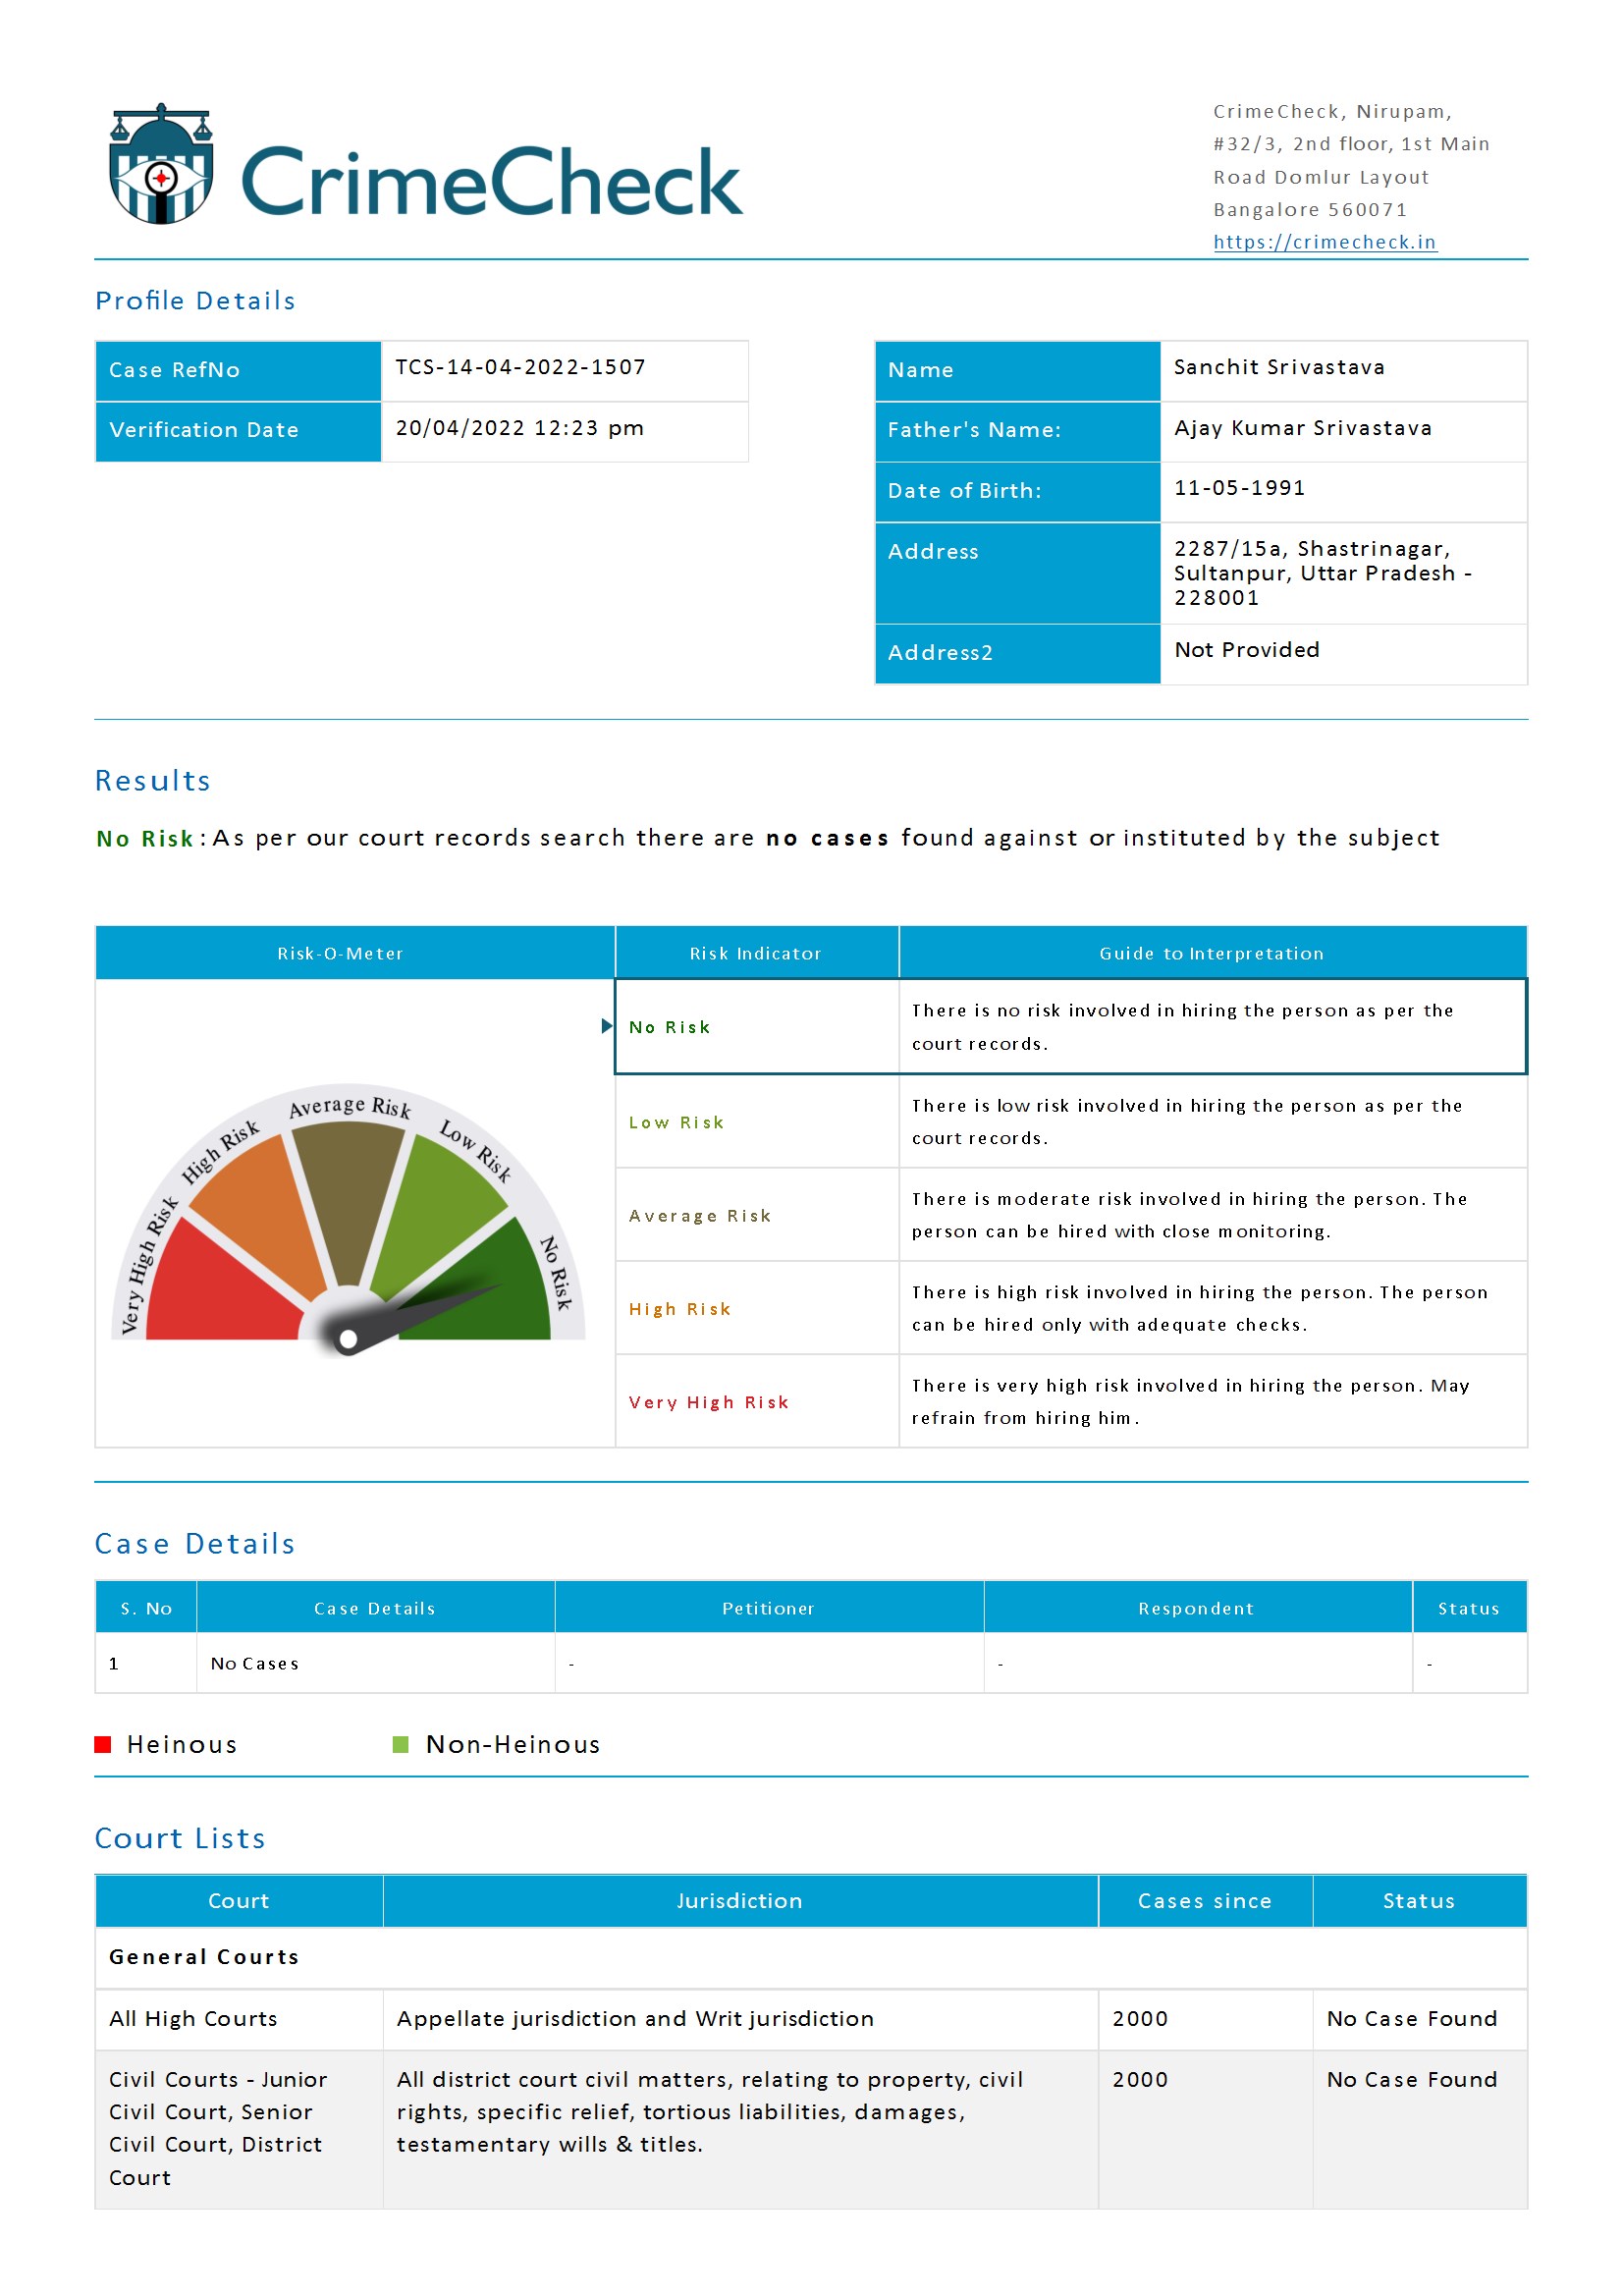 CrimeCheck
CrimeCheck, Nirupam,
#32/3, 2nd floor, 1st Main
Road Domlur Layout
Bangalore 560071
https://crimecheck.in
Profile Details
Case RefNo TCS-14-04-2022-1507
Verification Date 20/04/2022 12:23 pm
Name Sanchit Srivastava
Father's Name: Ajay Kumar Srivastava
Date of Birth: 11-05-1991
Address 2287/15a, Shastrinagar,
Sultanpur, Uttar Pradesh -
228001
Address2 Not Provided
Results
No Risk : As per our court records search there are no cases found against or instituted by the subject
Risk-O-Meter Risk Indicator Guide to Interpretation
Very High Risk
High Risk
Average Risk
Low Risk
No Risk
No Risk There is no risk involved in hiring the person as per the
court records.
Low Risk There is low risk involved in hiring the person as per the
court records.
Average Risk There is moderate risk involved in hiring the person. The
person can be hired with close monitoring.
High Risk There is high risk involved in hiring the person. The person
can be hired only with adequate checks.
Very High Risk There is very high risk involved in hiring the person. May
refrain from hiring him.
Case Details
S. No Case Details Petitioner Respondent Status
1 No Cases - - -
Heinous Non-Heinous
Court Lists
Court Jurisdiction Cases since Status
General Courts
All High Courts Appellate jurisdiction and Writ jurisdiction 2000 No Case Found
Civil Courts - Junior All district court civil matters, relating to property, civil 2000 No Case Found
Civil Court, Senior rights, specific relief, tortious liabilities, damages,
Civil Court, District testamentary wills & titles.
Court